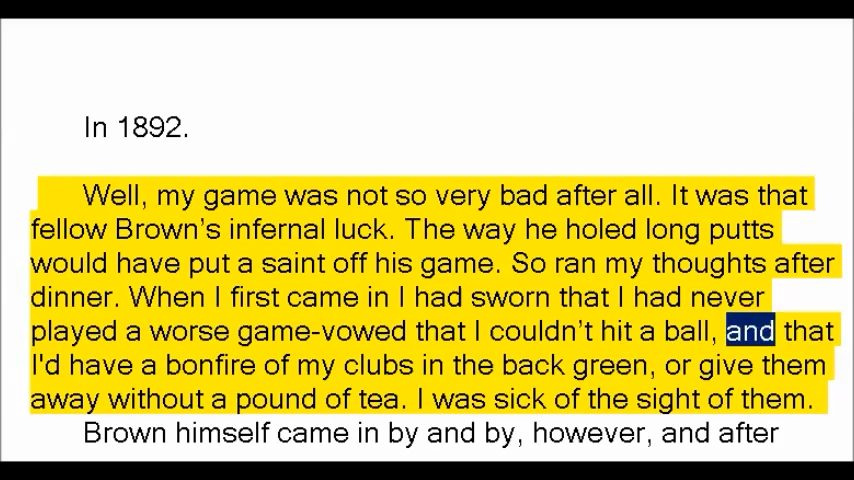 In 1892.
Well, my game was not so very bad after all. It was that
fellow Brown’s infernal luck. The way he holed long putts
would have put a saint off his game. So ran my thoughts after
dinner. When I first came in I had sworn that I had never
played a worse game-vowed that I couldn’t hit a ball, and that
I'd have a bonfire of my clubs in the back green, or give them
away without a pound of tea. I was sick of the sight of them.
Brown himself came in by and by, however, and after